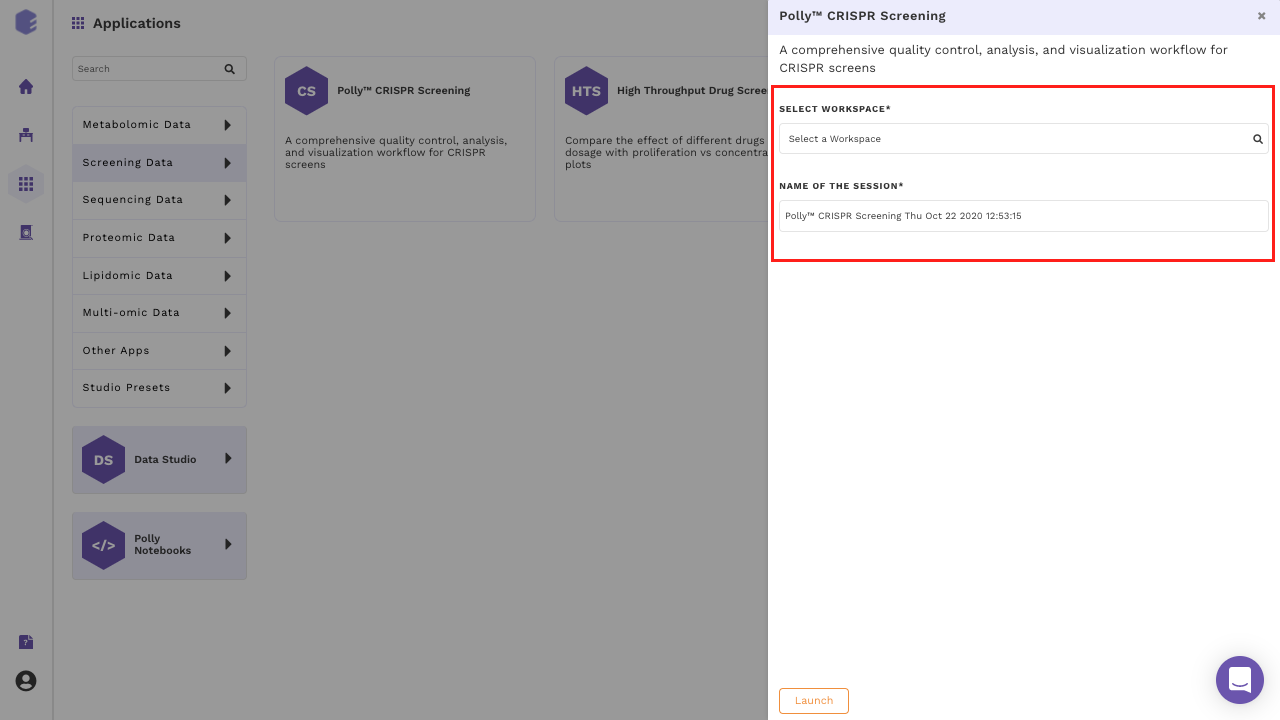 Applications
Search
Metabolomic Data
Screening Data
Sequencing Data
Proteomic Data
Lipidomic Data
Multi-omic Data
Other Apps
Studio Presets
DS
Data Studio
</>
Polly
Notebooks
?
CS
Polly™ CRISPR Screening
A comprehensive quality control, analysis,
and visualization workflow for CRISPR
screens
HTS
High Throughput Drug Scree
Compare the effect of different drugs
dosage with proliferation vs concentra
plots
Polly™ CRISPR Screening
A comprehensive quality control, analysis, and visualization workflow for
CRISPR screens
SELECT WORKSPACE*
Select a Workspace
NAME OF THE SESSION*
Polly™ CRISPR Screening Thu Oct 22 2020 12:53:15
Launch